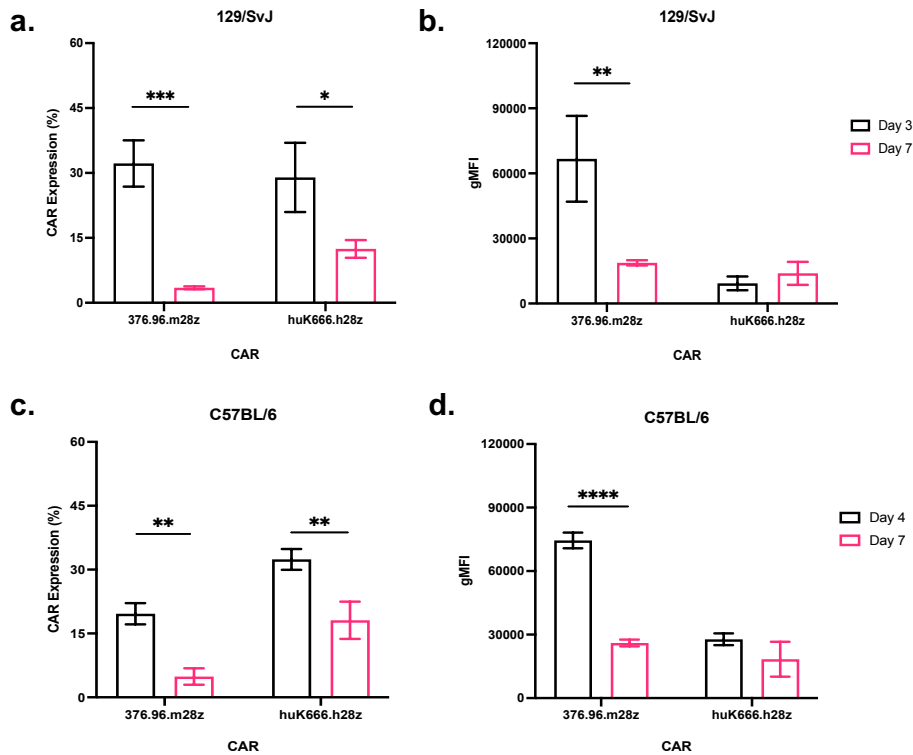 a.
129/SvJ
CAR Expression (%)
60
45
30
15
0
***
*
376.96.m28z
huK666.h28z
CAR
b.
129/SvJ
gMFI
120000
90000
60000
30000
0
**
376.96.m28z
huK666.h28z
CAR
Day 3
Day 7
c.
C57BL/6
CAR Expression (%)
60
45
30
15
0
**
**
376.96.m28z
huK666.h28z
CAR
d.
C57BL/6
gMFI
120000
90000
60000
30000
0
****
376.96.m28z
huK666.h28z
CAR
Day 4
Day 7